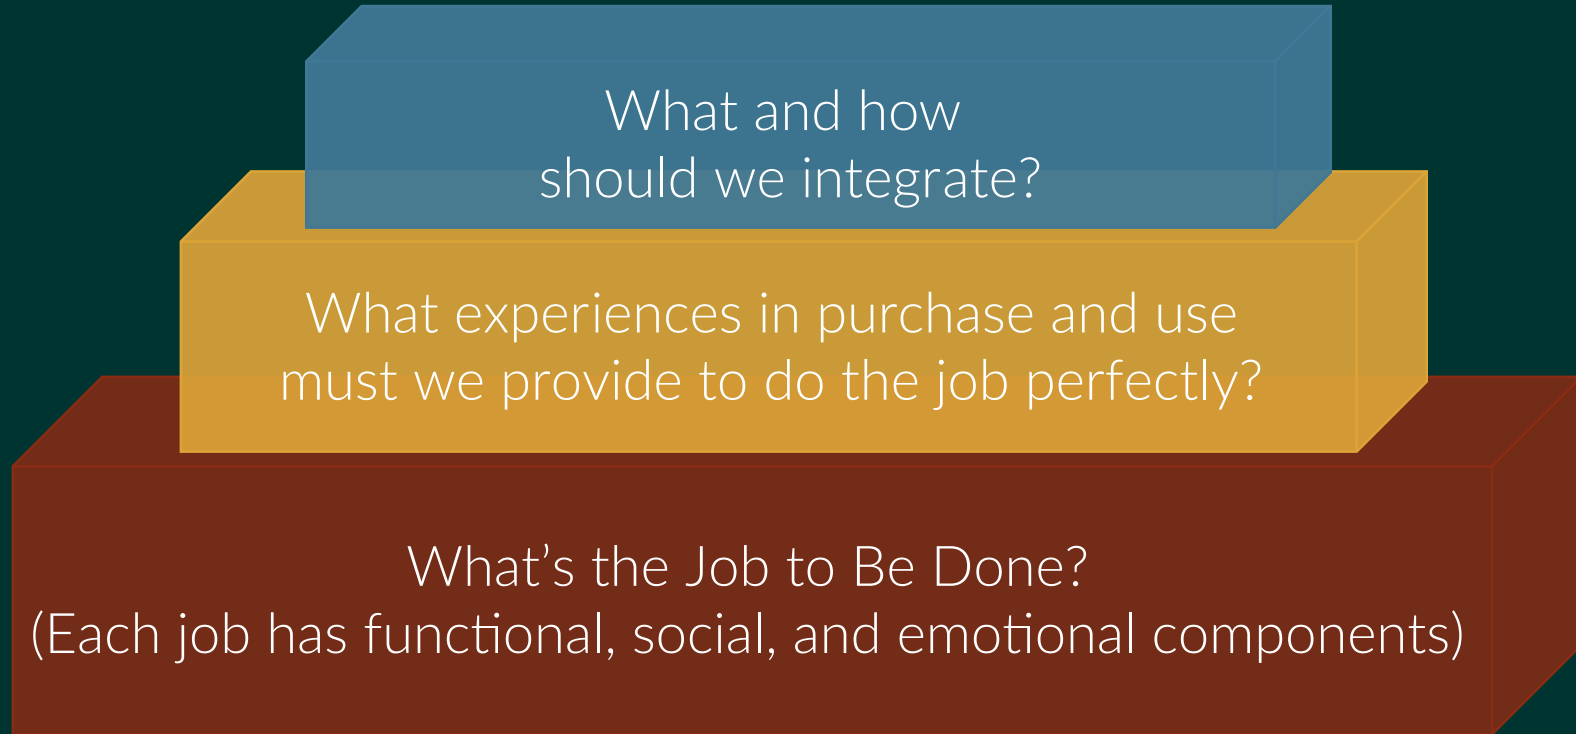 What and how
should we integrate?
What experiences in purchase and use
must we provide to do the job perfectly?
What’s the Job to Be Done?
(Each job has functional, social, and emotional components)